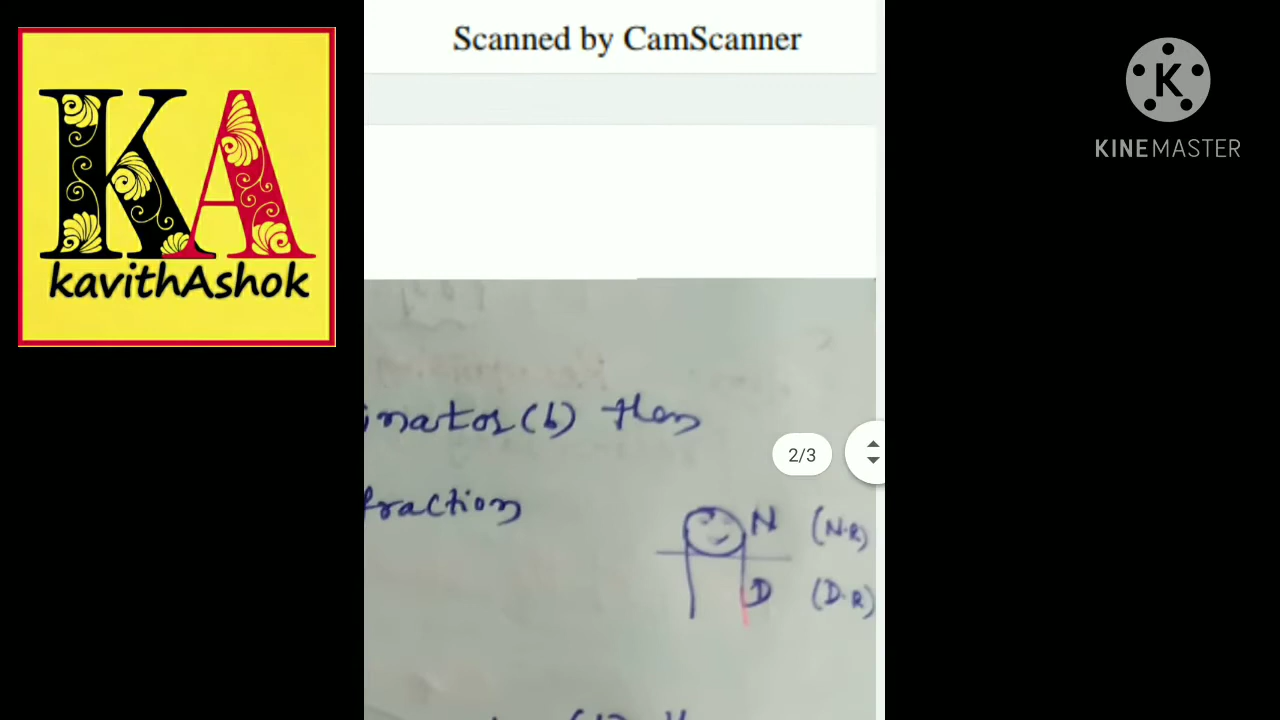 Scanned by CamScanner
KA
kavithAshok
K
KINEMASTER
inator(b) then
fraction
2/3
N (N.R)
D (D.R)